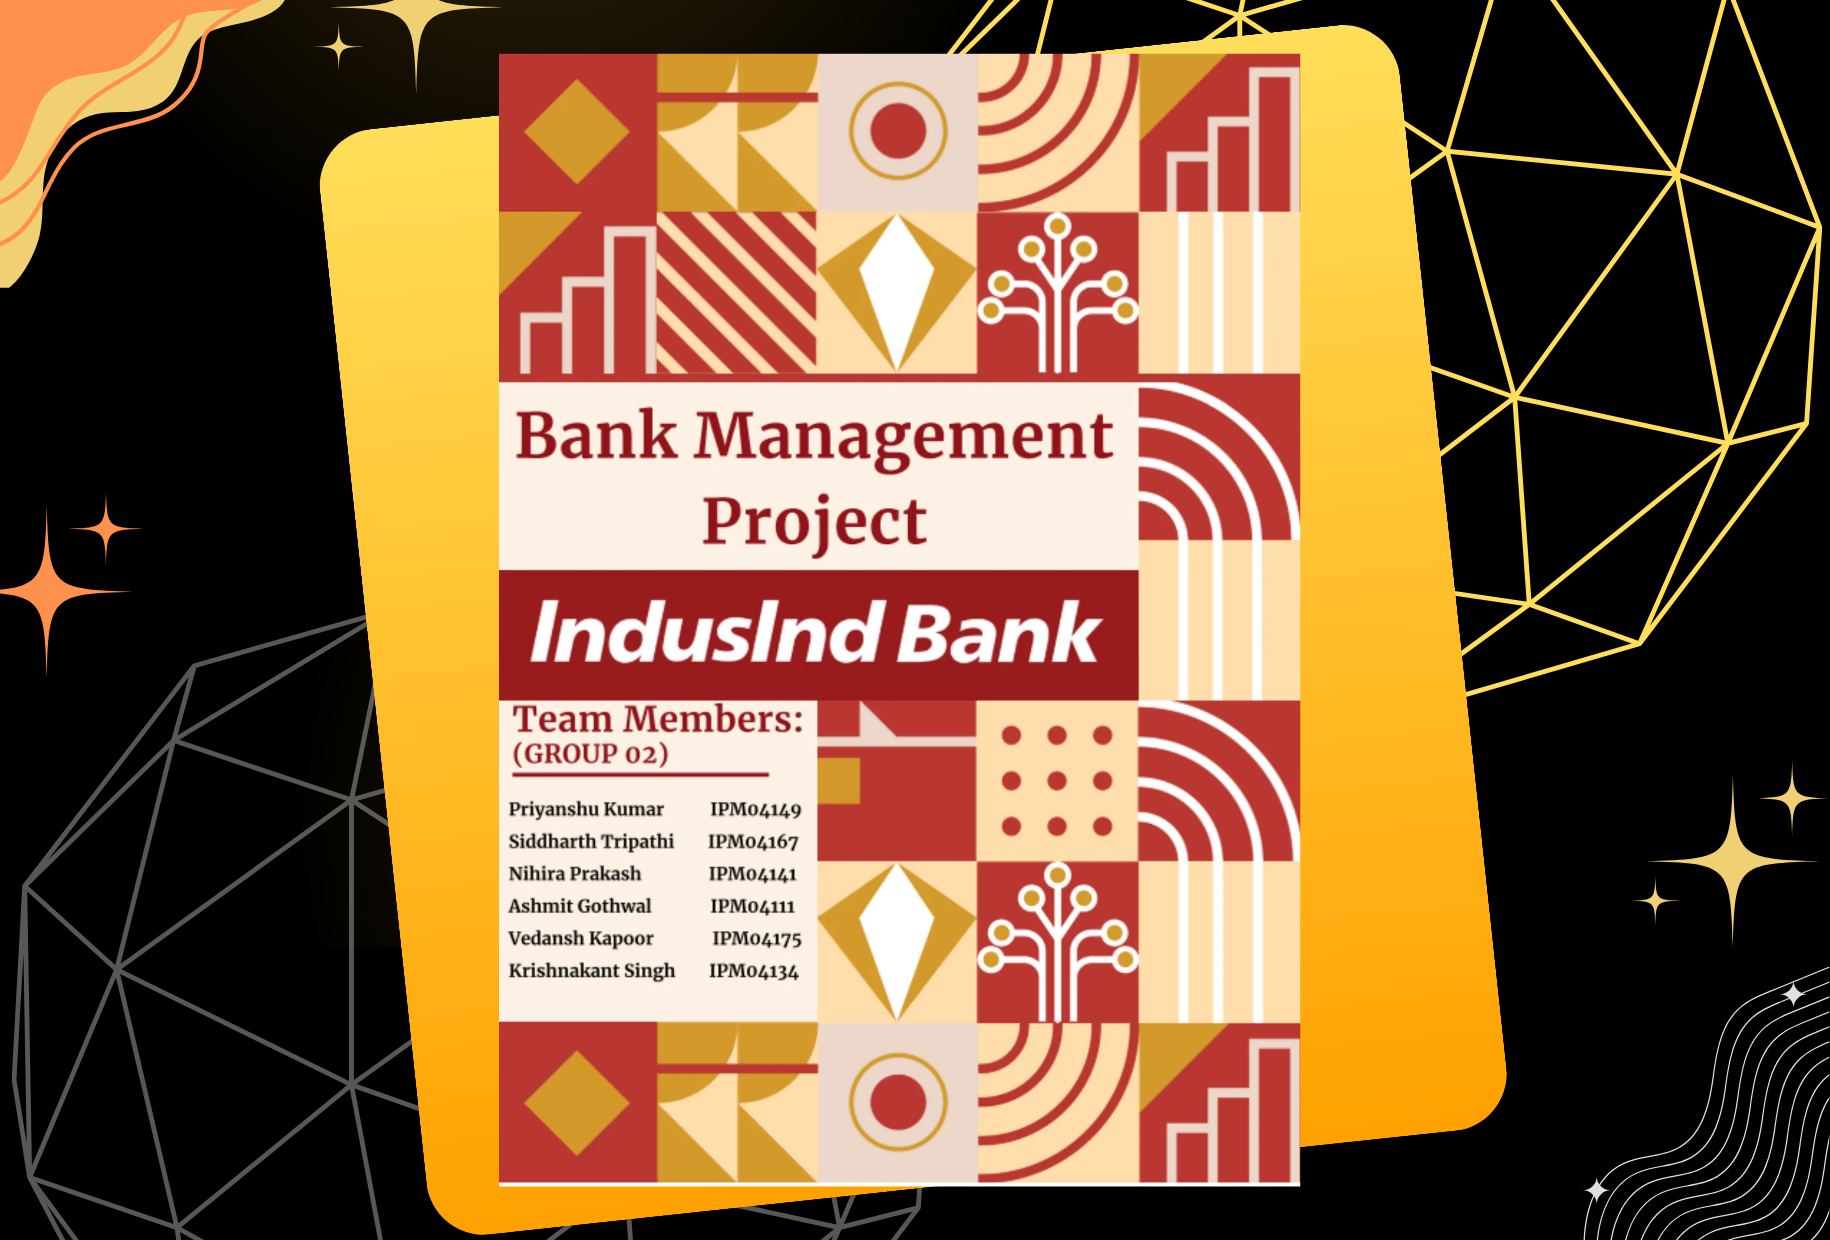 Bank Management
Project
IndusInd Bank
Team Members:
(GROUP 02)
Priyanshu Kumar IPM04149
Siddharth Tripathi IPM04167
Nihira Prakash IPM04141
Ashmit Gothwal IPM04111
Vedansh Kapoor IPM04175
Krishnakant Singh IPM04134